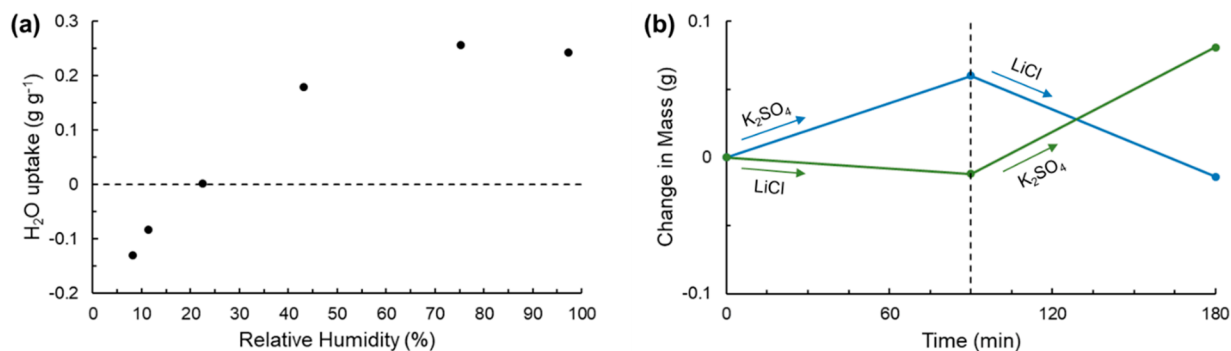 (a)
H₂O uptake (g g⁻¹)
0.3
0.2
0.1
0
-0.1
-0.2
0 10 20 30 40 50 60 70 80 90 100
Relative Humidity (%)
(b)
Change in Mass (g)
0.1
0
-0.1
K₂SO₄
LiCl
LiCl
K₂SO₄
0 60 120 180
Time (min)